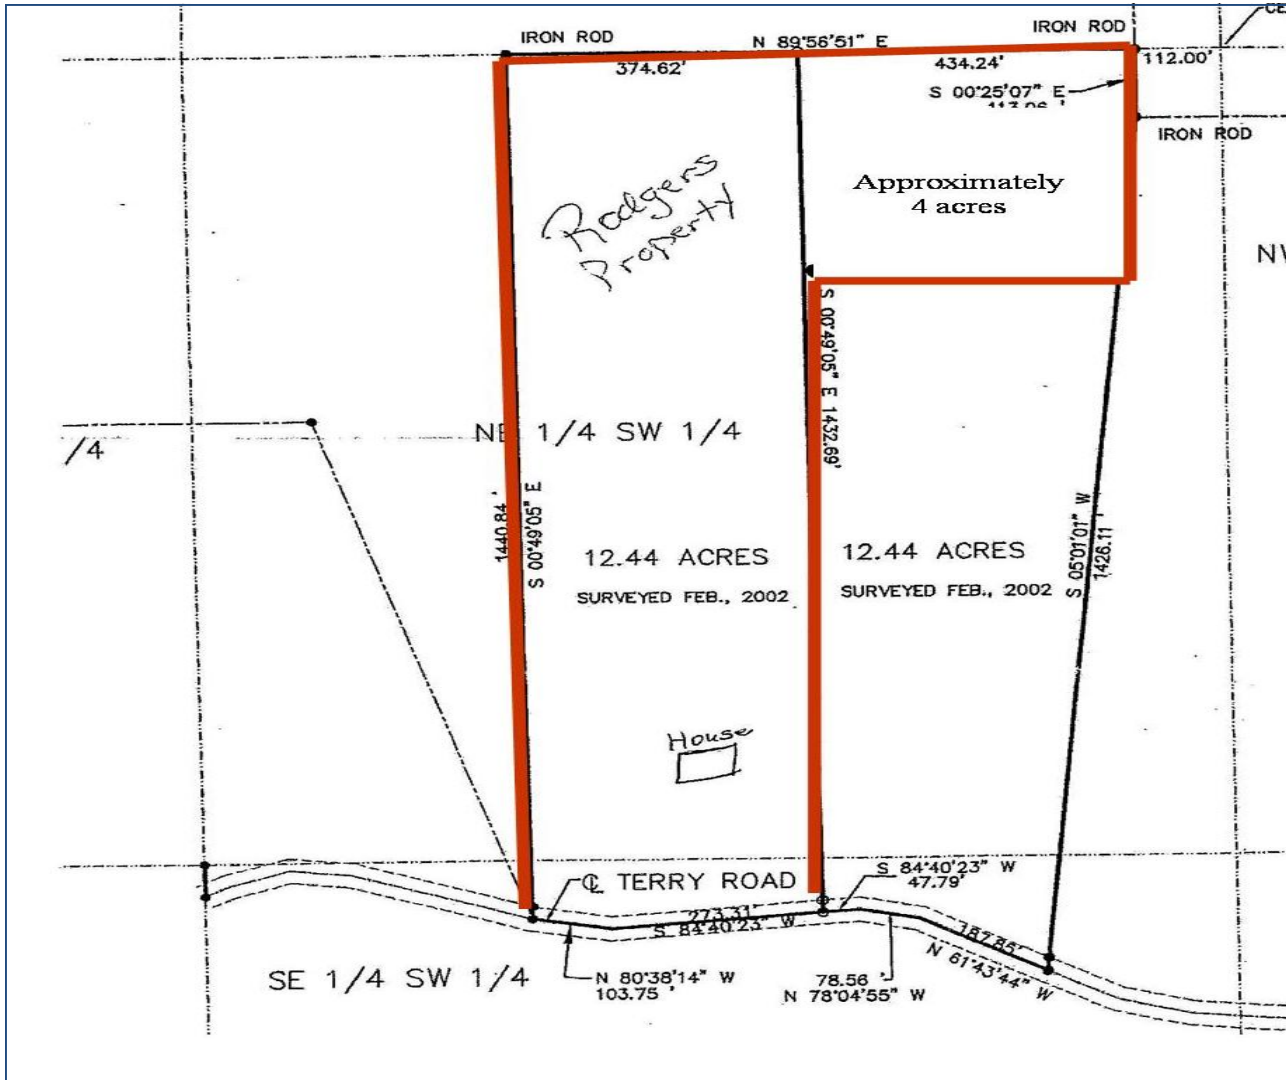 CE
IRON ROD
N 89°56'51" E
IRON ROD
374.62'
434.24'
112.00'
S 00°25'07" E
113.06 '
IRON ROD
Approximately
4 acres
Rodgers
Property
NW
S 00°49'05" E 1432.69'
NE 1/4 SW 1/4
/4
1440.84 '
S 00°49'05" E
12.44 ACRES
SURVEYED FEB., 2002
12.44 ACRES
SURVEYED FEB., 2002
S 05°01'01" W
1426.11 '
House
℄ TERRY ROAD
S 84°40'23" W
47.79'
273.31'
S 84°40'23" W
187.85'
N 61°43'44" W
SE 1/4 SW 1/4
N 80°38'14" W
103.75 '
78.56 '
N 78°04'55" W